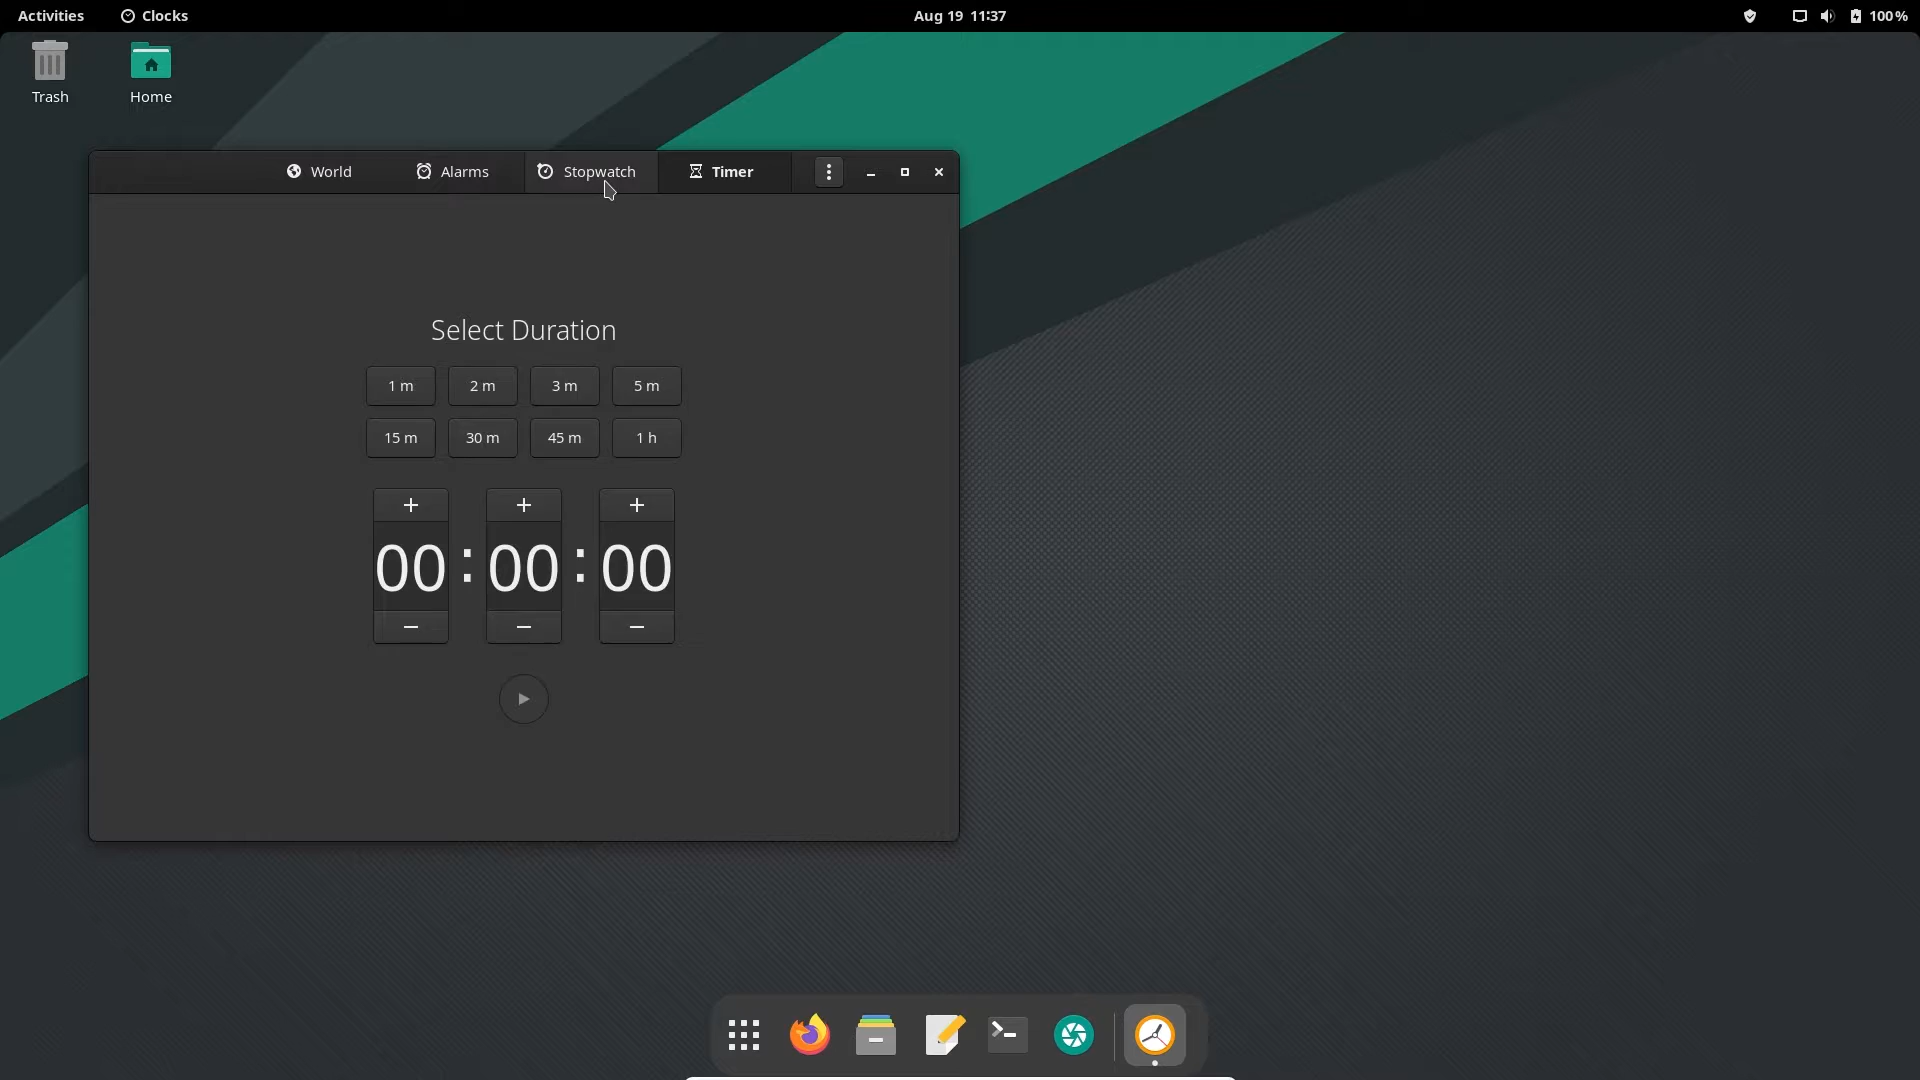 Activities Clocks Aug 19 11:37 100 %
Trash Home
World Alarms Stopwatch Timer
Select Duration
1 m 2 m 3 m 5 m
15 m 30 m 45 m 1 h
+ + +
00 : 00 : 00
− − −